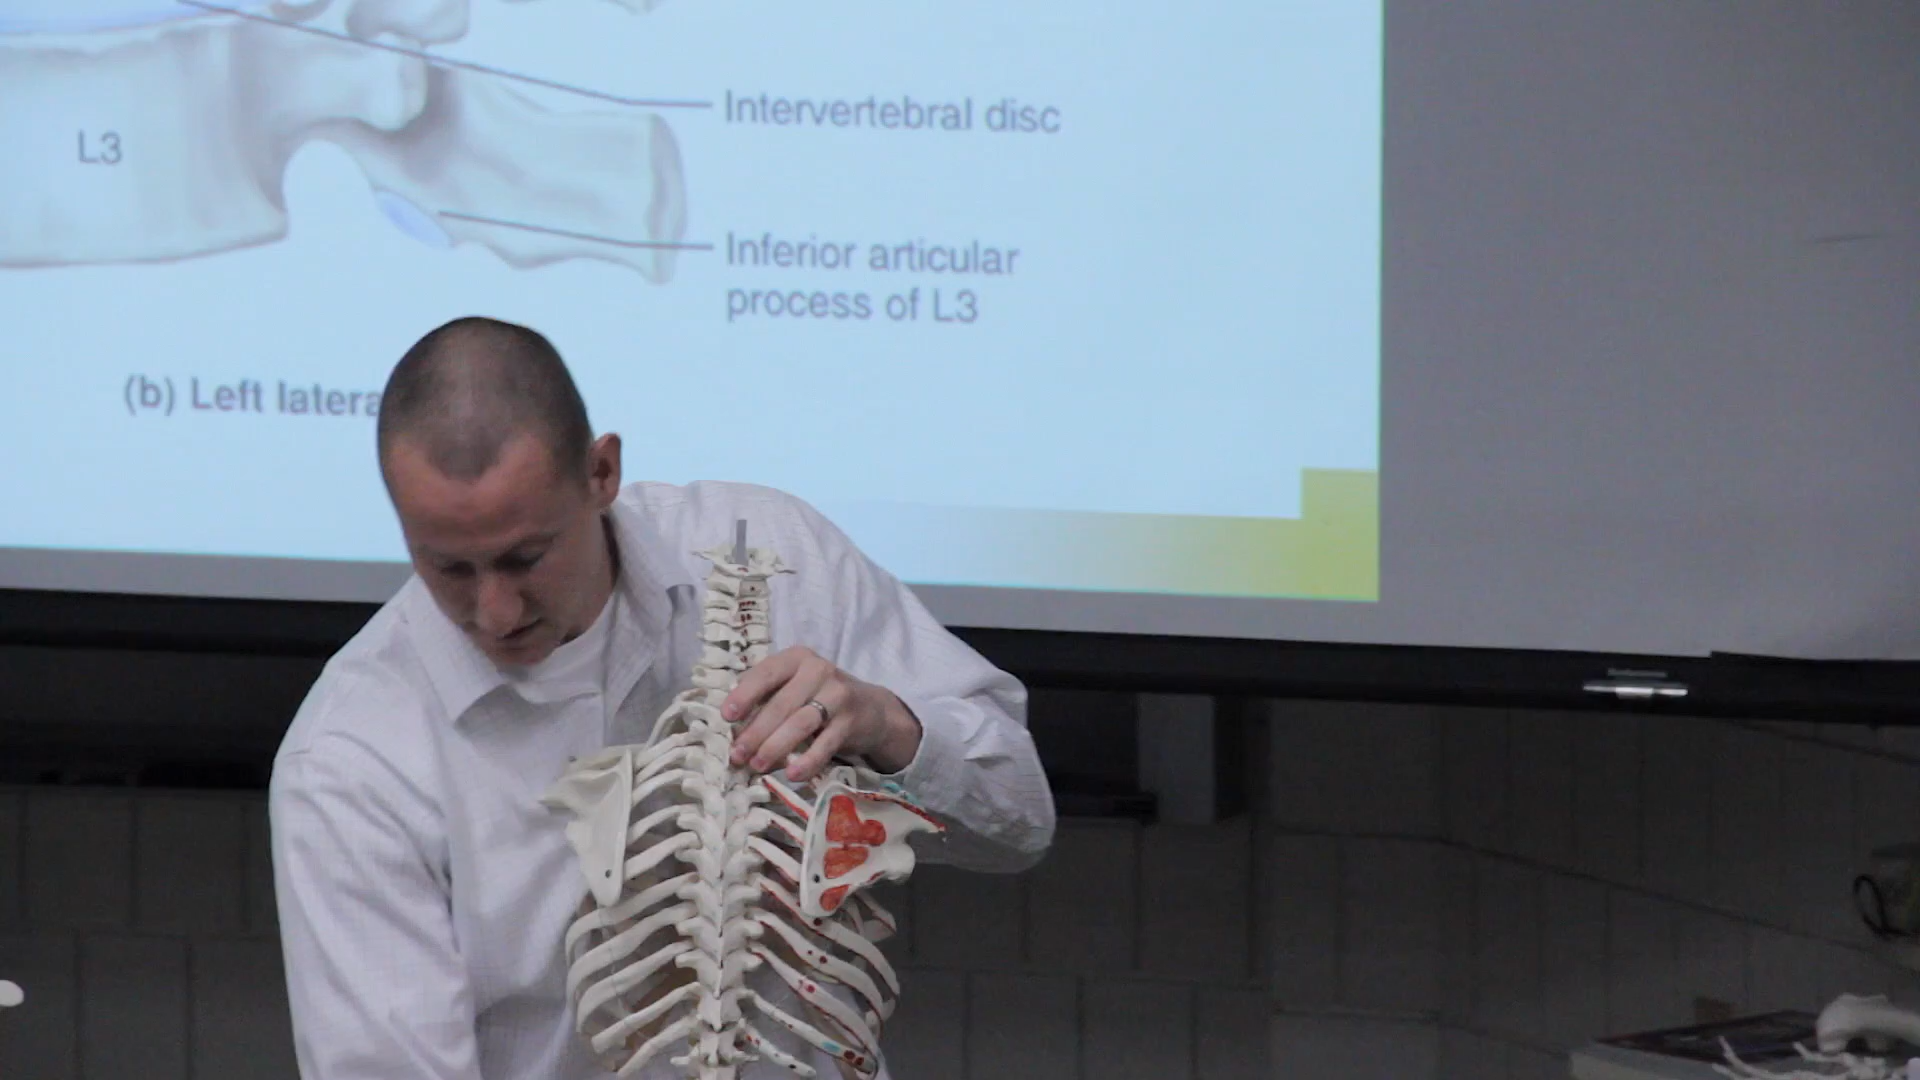 Intervertebral disc
L3
Inferior articular
process of L3
(b) Left latera